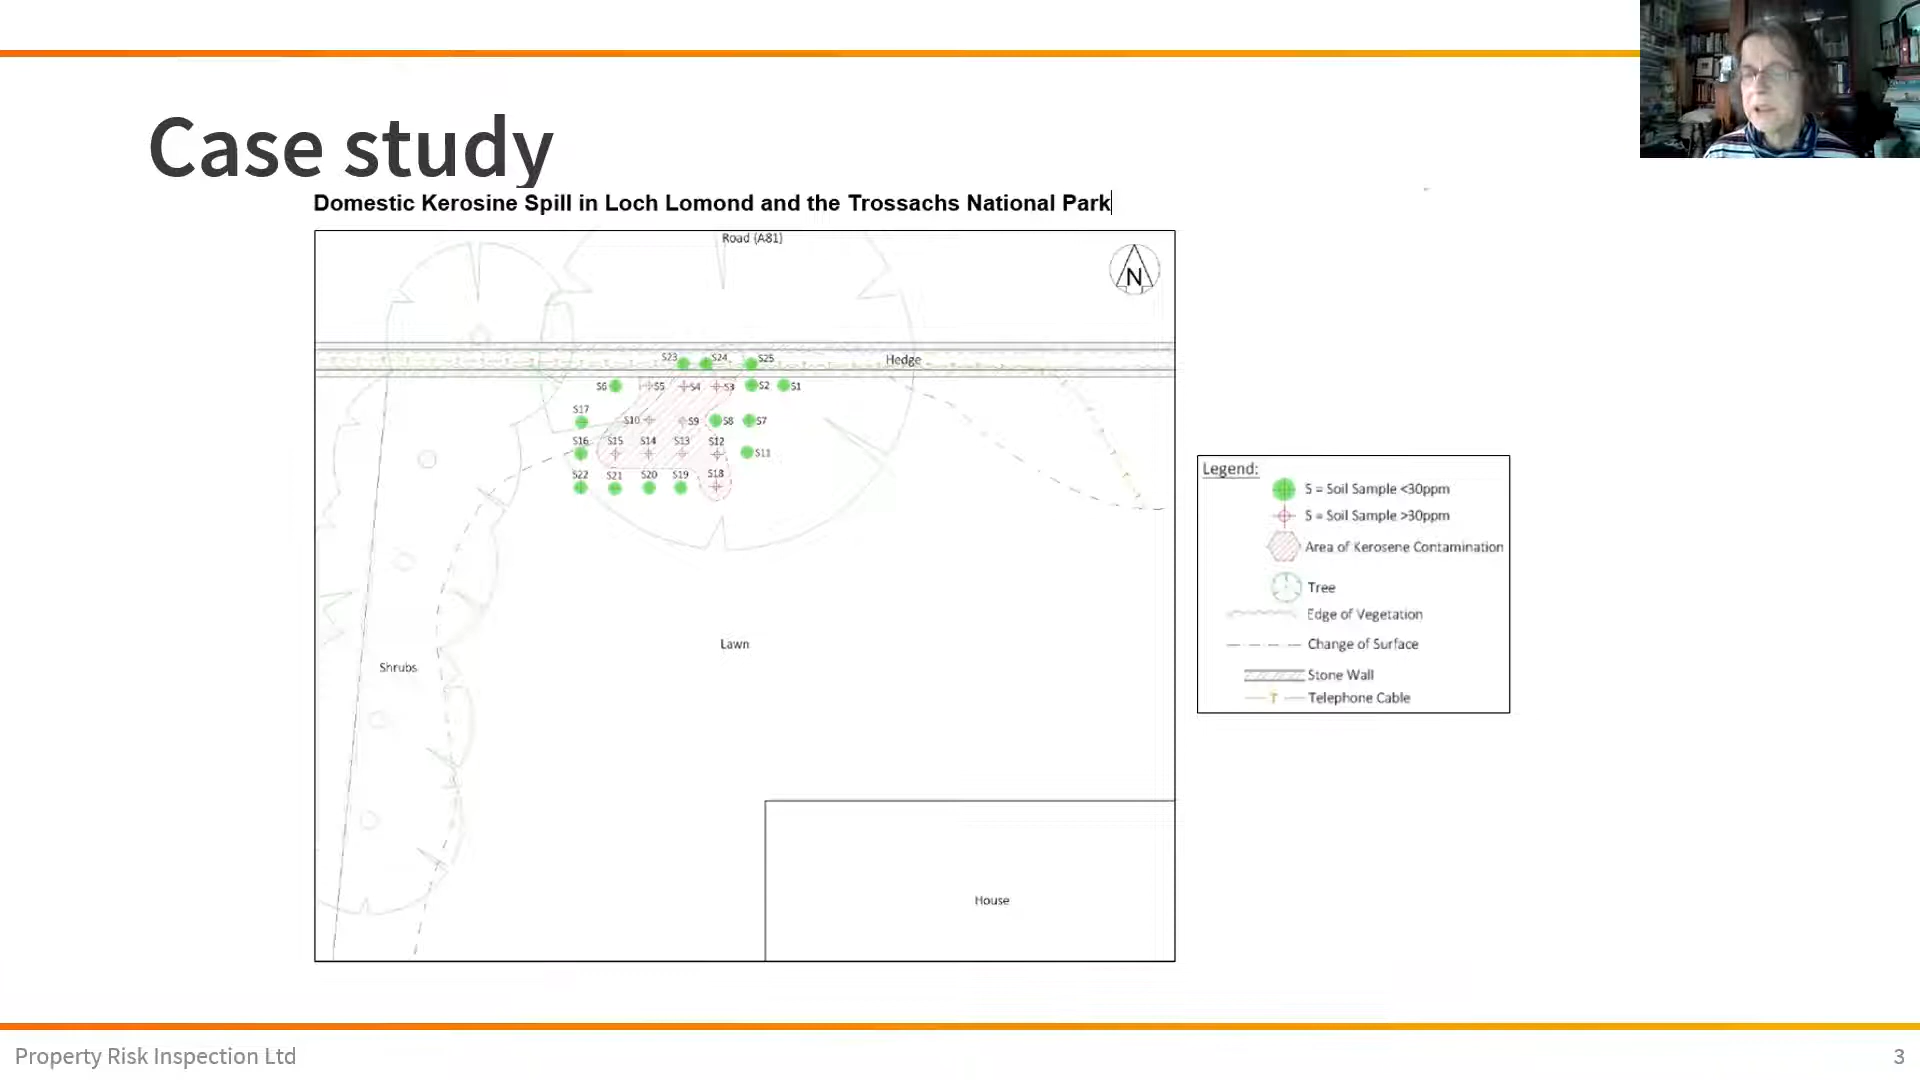 Case study
Domestic Kerosine Spill in Loch Lomond and the Trossachs National Park
Road (A81)
N
S23 S24 S25 Hedge
S6 S5 S4 S3 S2 S1
S17
S10 S9 S8 S7
S16 S15 S14 S13 S12
S11
S22 S21 S20 S19 S18
Legend:
S = Soil Sample <30ppm
S = Soil Sample >30ppm
Area of Kerosene Contamination
Tree
Edge of Vegetation
Change of Surface
Stone Wall
T Telephone Cable
Lawn
Shrubs
House
Property Risk Inspection Ltd
3